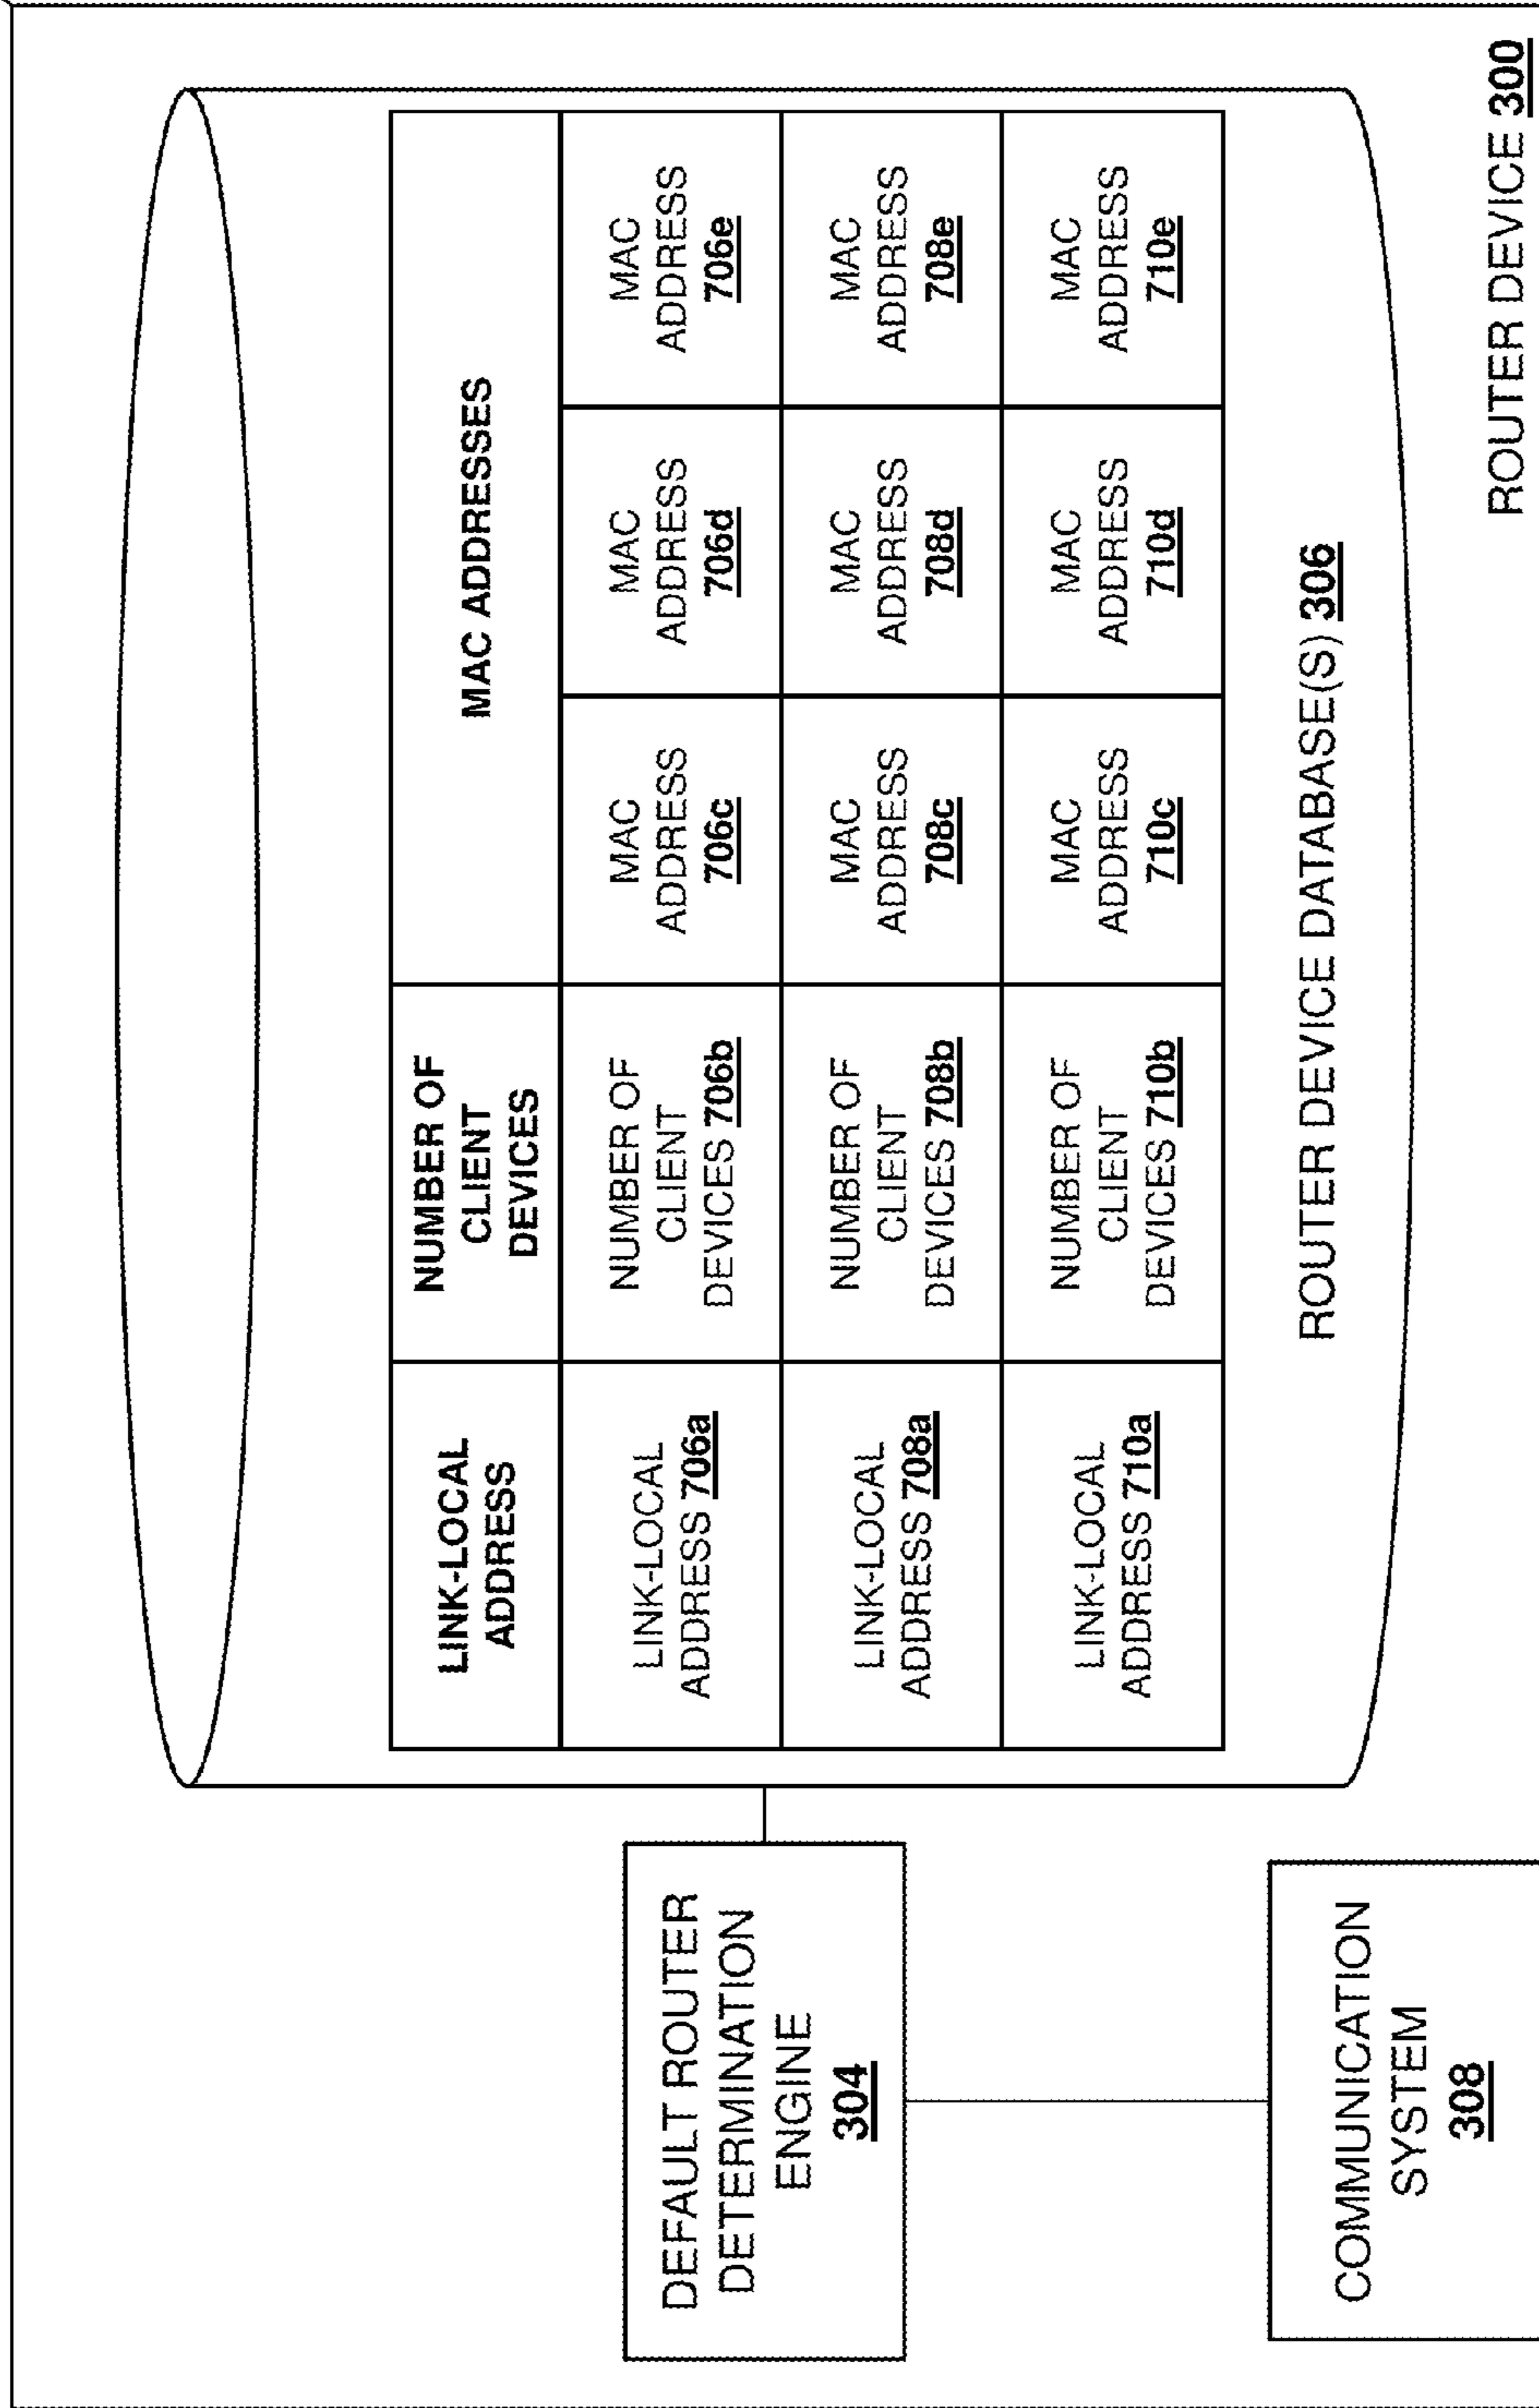 LINK-LOCAL
ADDRESS
NUMBER OF
CLIENT
DEVICES
MAC ADDRESSES
LINK-LOCAL
ADDRESS 706a
NUMBER OF
CLIENT
DEVICES 706b
MAC
ADDRESS
706c
MAC
ADDRESS
706d
MAC
ADDRESS
706e
LINK-LOCAL
ADDRESS 708a
NUMBER OF
CLIENT
DEVICES 708b
MAC
ADDRESS
708c
MAC
ADDRESS
708d
MAC
ADDRESS
708e
LINK-LOCAL
ADDRESS 710a
NUMBER OF
CLIENT
DEVICES 710b
MAC
ADDRESS
710c
MAC
ADDRESS
710d
MAC
ADDRESS
710e
DEFAULT ROUTER
DETERMINATION
ENGINE
304
ROUTER DEVICE DATABASE(S) 306
COMMUNICATION
SYSTEM
308
ROUTER DEVICE 300